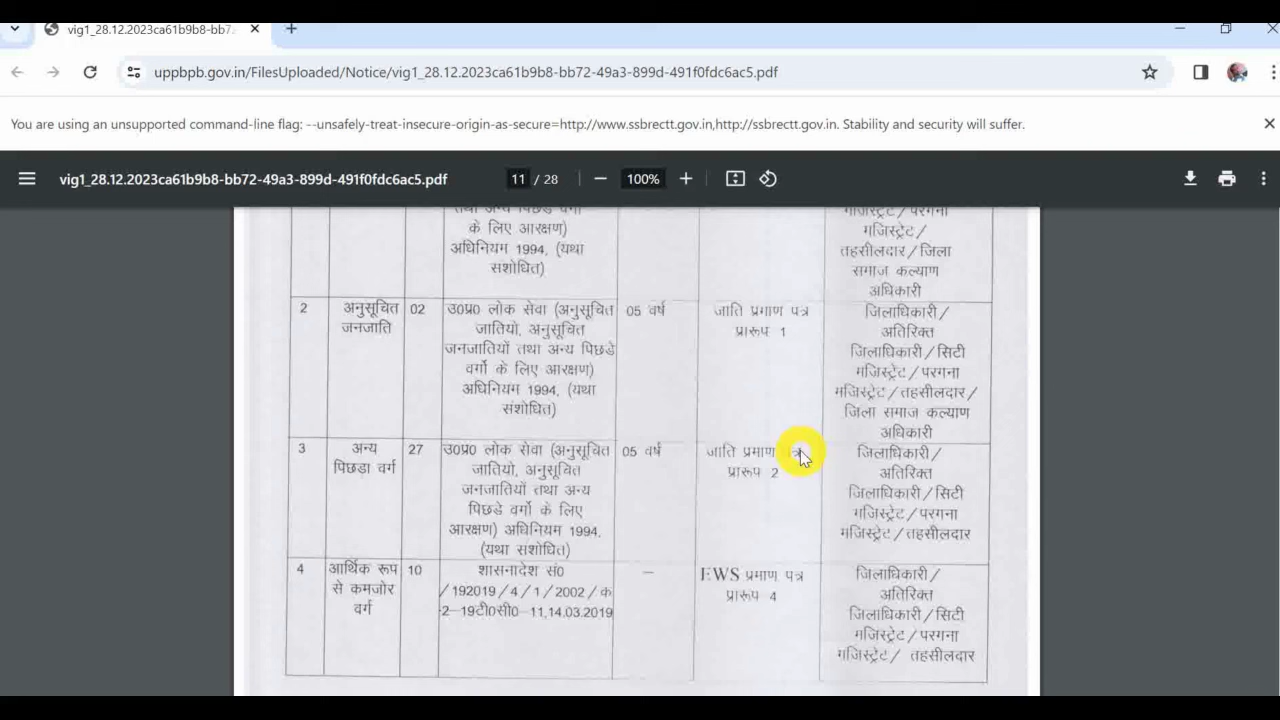 vig1_28.12.2023ca61b9b8-bb72
uppbpb.gov.in/FilesUploaded/Notice/vig1_28.12.2023ca61b9b8-bb72-49a3-899d-491f0fdc6ac5.pdf
You are using an unsupported command-line flag: --unsafely-treat-insecure-origin-as-secure=http://www.ssbrectt.gov.in,http://ssbrectt.gov.in. Stability and security will suffer.
vig1_28.12.2023ca61b9b8-bb72-49a3-899d-491f0fdc6ac5.pdf 11 / 28 100%
तथा अन्य पिछडे वर्गो
के लिए आरक्षण)
अधिनियम 1994, (यथा
सशोधित)
मजिस्ट्रेट/परगना
मजिस्ट्रेट/
तहसीलदार/जिला
समाज कल्याण
अधिकारी
2
अनुसूचित
जनजाति
02
उ0प्र0 लोक सेवा (अनुसूचित
जातियो, अनुसूचित
जनजातियों तथा अन्य पिछडे
वर्गो के लिए आरक्षण)
अधिनियम 1994, (यथा
संशोधित)
05 वर्ष
जाति प्रमाण पत्र
प्रारूप 1
जिलाधिकारी/
अतिरिक्त
जिलाधिकारी/सिटी
मजिस्ट्रेट/परगना
मजिस्ट्रेट/तहसीलदार/
जिला समाज कल्याण
अधिकारी
3
अन्य
पिछडा वर्ग
27
उ0प्र0 लोक सेवा (अनुसूचित
जातियो, अनुसूचित
जनजातियों तथा अन्य
पिछडे वर्गो के लिए
आरक्षण) अधिनियम 1994,
(यथा संशोधित)
05 वर्ष
जाति प्रमाण पत्र
प्रारूप 2
जिलाधिकारी/
अतिरिक्त
जिलाधिकारी/सिटी
मजिस्ट्रेट/परगना
मजिस्ट्रेट/तहसीलदार
4
आर्थिक रूप
से कमजोर
वर्ग
10
शासनादेश सं0
/192019/4/1/2002/क
2-19टी0सी0-11,14.03.2019
—
EWS प्रमाण पत्र
प्रारूप 4
जिलाधिकारी/
अतिरिक्त
जिलाधिकारी/सिटी
मजिस्ट्रेट/परगना
मजिस्ट्रेट/ तहसीलदार